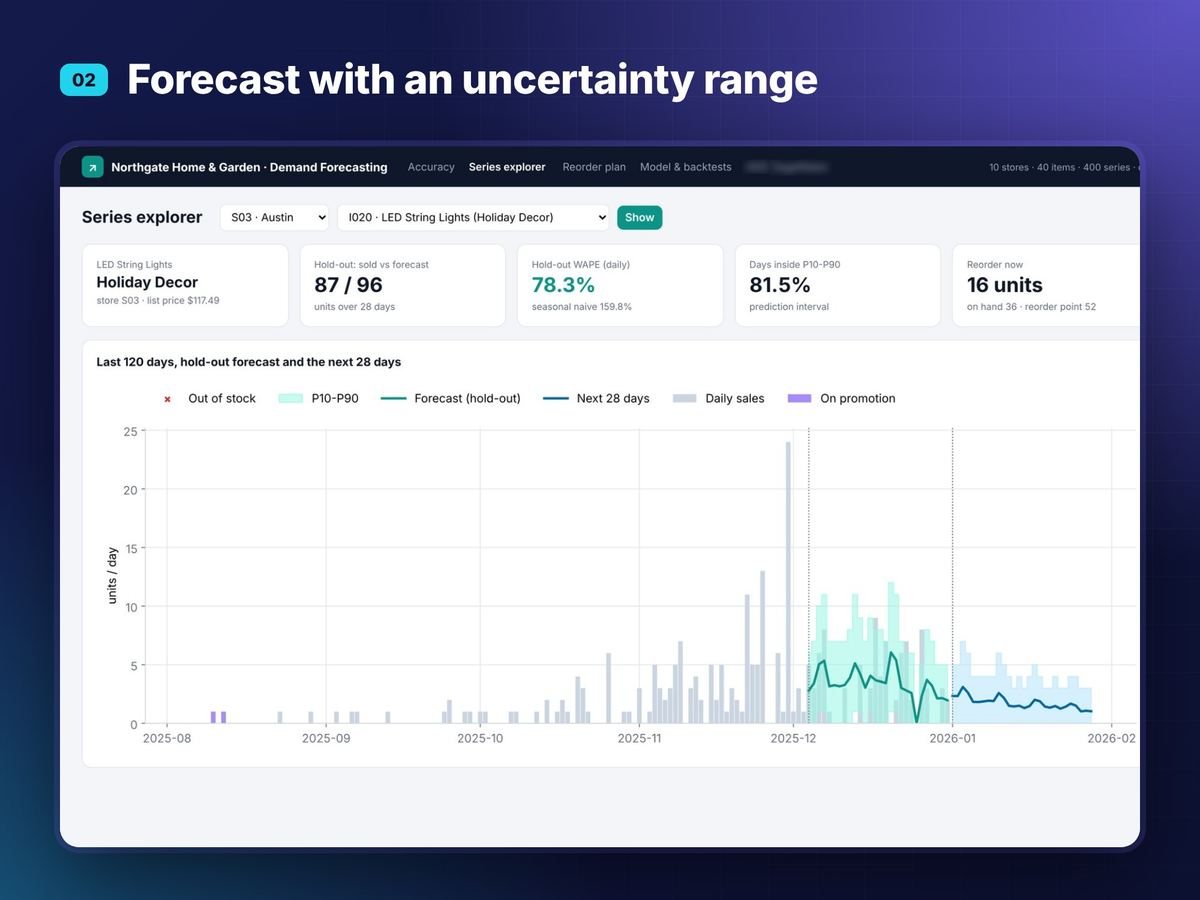 02 Forecast with an uncertainty range
Northgate Home & Garden · Demand Forecasting Accuracy Series explorer Reorder plan Model & backtests 10 stores · 40 items · 400 series ·
Series explorer S03 · Austin I020 · LED String Lights (Holiday Decor) Show
LED String Lights
Holiday Decor
store S03 · list price $117.49
Hold-out: sold vs forecast
87 / 96
units over 28 days
Hold-out WAPE (daily)
78.3%
seasonal naive 159.8%
Days inside P10-P90
81.5%
prediction interval
Reorder now
16 units
on hand 36 · reorder point 52
Last 120 days, hold-out forecast and the next 28 days
Out of stock P10-P90 Forecast (hold-out) Next 28 days Daily sales On promotion
units / day
25
20
15
10
5
0
2025-08 2025-09 2025-10 2025-11 2025-12 2026-01 2026-02